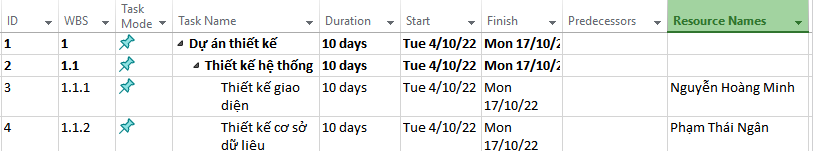 ID WBS Task Mode Task Name Duration Start Finish Predecessors Resource Names
1 1 Dự án thiết kế 10 days Tue 4/10/22 Mon 17/10/2
2 1.1 Thiết kế hệ thống 10 days Tue 4/10/22 Mon 17/10/2
3 1.1.1 Thiết kế giao diện 10 days Tue 4/10/22 Mon 17/10/22 Nguyễn Hoàng Minh
4 1.1.2 Thiết kế cơ sở dữ liệu 10 days Tue 4/10/22 Mon 17/10/22 Phạm Thái Ngân